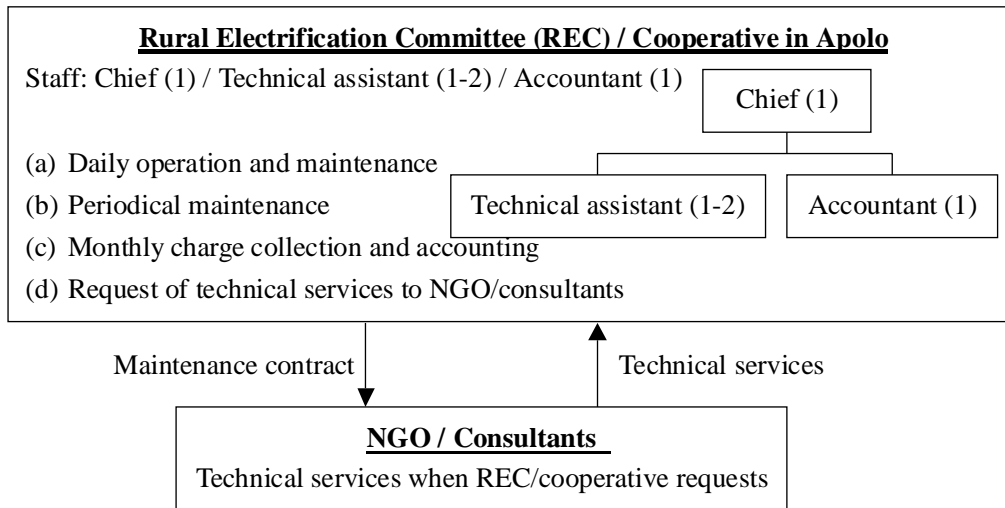 Rural Electrification Committee (REC) / Cooperative in Apolo
Staff: Chief (1) / Technical assistant (1-2) / Accountant (1)
Chief (1)
(a) Daily operation and maintenance
(b) Periodical maintenance
Technical assistant (1-2)
Accountant (1)
(c) Monthly charge collection and accounting
(d) Request of technical services to NGO/consultants
Maintenance contract
Technical services
NGO / Consultants
Technical services when REC/cooperative requests